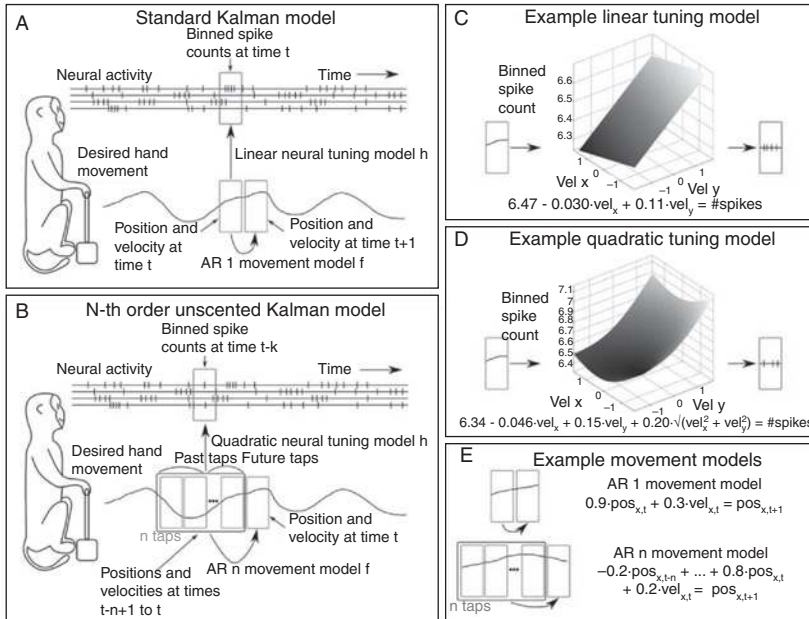 A
Standard Kalman model
Binned spike
counts at time t
Neural activity
Time
Desired hand
movement
Linear neural tuning model h
Position and
velocity at
time t
Position and
velocity at time t+1
AR 1 movement model f
B
N-th order unscented Kalman model
Binned spike
counts at time t-k
Neural activity
Time
Quadratic neural tuning model h
Desired hand
movement
Past taps Future taps
n taps
Position and
velocity at time t
AR n movement model f
Positions and
velocities at times
t-n+1 to t
C
Example linear tuning model
Binned
spike
count
6.6
6.5
6.4
6.3
1
0
−1
Vel x
−1
0
1
Vel y
6.47 - 0.030·vel_x + 0.11·vel_y = #spikes
D
Example quadratic tuning model
Binned
spike
count
7.1
7
6.9
6.8
6.7
6.6
6.5
6.4
1
0
−1
Vel x
−1
0
1
Vel y
6.34 - 0.046·vel_x + 0.15·vel_y + 0.20·√(vel_x^2 + vel_y^2) = #spikes
E
Example movement models
AR 1 movement model
0.9·pos_x,t + 0.3·vel_x,t = pos_x,t+1
AR n movement model
−0.2·pos_x,t-n + ... + 0.8·pos_x,t
+ 0.2·vel_x,t = pos_x,t+1
n taps